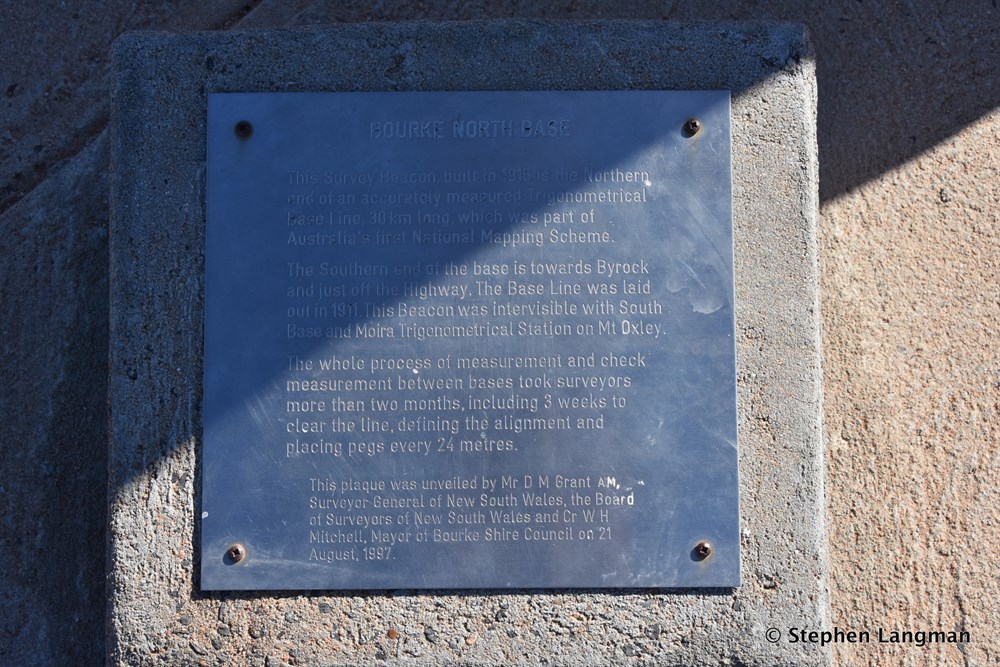 BOURKE NORTH BASE
This Survey Beacon, built in 1915 is the Northern
end of an accurately measured Trigonometrical
Base Line, 30 km long, which was part of
Australia's first National Mapping Scheme.
The Southern end of the base is towards Byrock
and just off the Highway. The Base Line was laid
out in 1911. This Beacon was intervisible with South
Base and Moira Trigenometrical Station on Mt Oxley.
The whole process of measurement and check
measurement between bases took surveyors
more than two months, including 3 weeks to
clear the line, defining the alignment and
placing pegs every 24 metres.
This plaque was unveiled by Mr D M Grant AM,
Surveyor General of New South Wales, the Board
of Surveyors of New South Wales and Cr W H
Mitchell, Mayor of Bourke Shire Council on 21
August, 1997.
© Stephen Langman